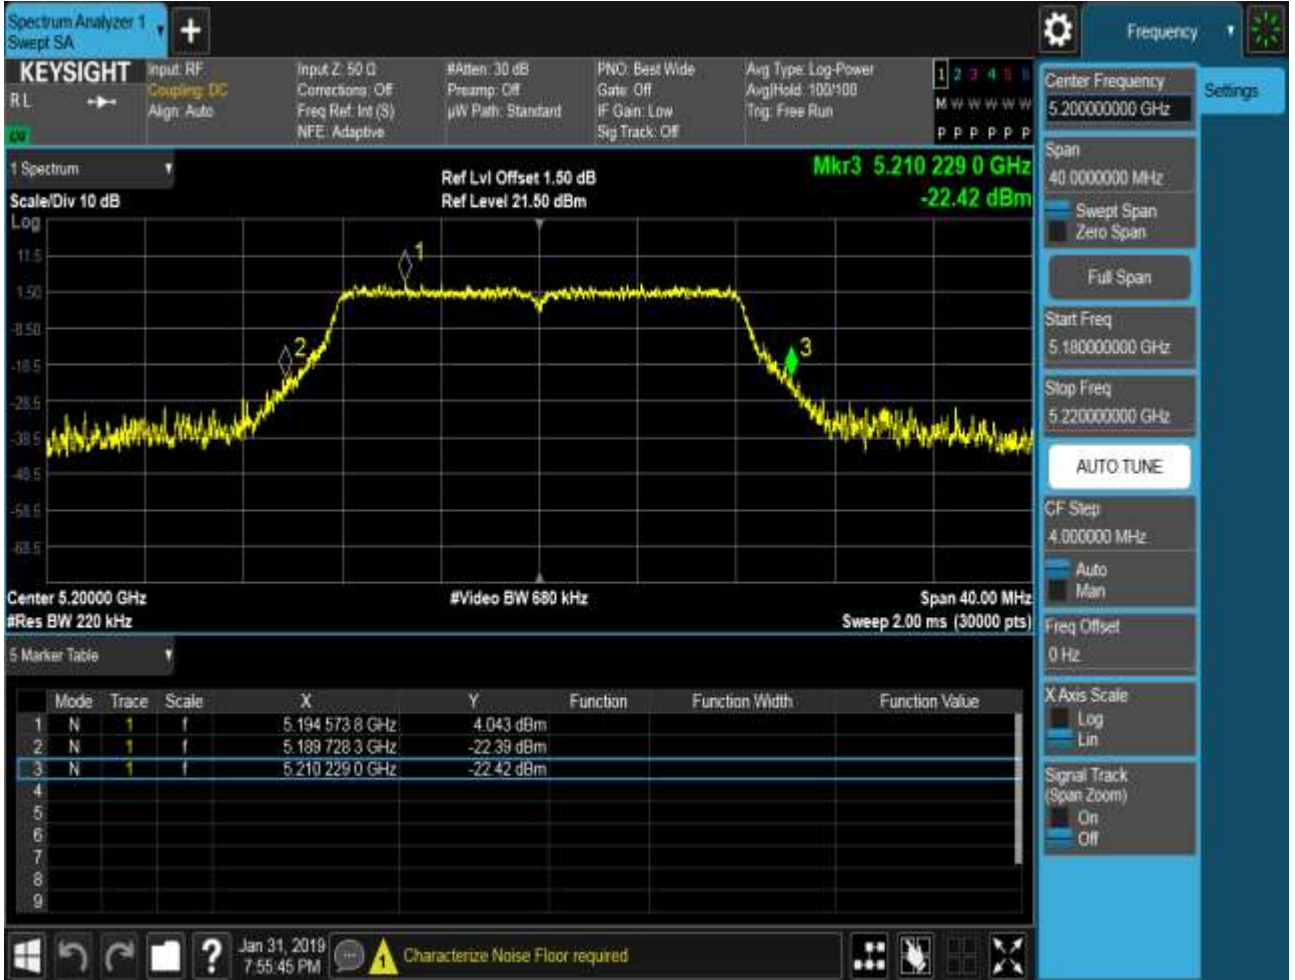 Spectrum Analyzer 1
Swept SA
+
Frequency
KEYSIGHT
RL
Input: RF
Coupling: DC
Align: Auto
Input Z: 50 Ω
Corrections: Off
Freq Ref: Int (S)
NFE: Adaptive
#Atten: 30 dB
Preamp: Off
µW Path: Standard
PNO: Best Wide
Gate: Off
IF Gain: Low
Sig Track: Off
Avg Type: Log-Power
Avg|Hold: 100/100
Trig: Free Run
1 2 3 4 5 6
M W W W W W
P P P P P P
1 Spectrum
Scale/Div 10 dB
Log
Ref Lvl Offset 1.50 dB
Ref Level 21.50 dBm
Mkr3 5.210 229 0 GHz
-22.42 dBm
11.5
1.50
-8.50
-18.5
-28.5
-38.5
-48.5
-58.5
-68.5
1
2
3
Center 5.20000 GHz
#Video BW 680 kHz
Span 40.00 MHz
#Res BW 220 kHz
Sweep 2.00 ms (30000 pts)
5 Marker Table
Mode Trace Scale X Y Function Function Width Function Value
1 N 1 f 5.194 573 8 GHz 4.043 dBm
2 N 1 f 5.189 728 3 GHz -22.39 dBm
3 N 1 f 5.210 229 0 GHz -22.42 dBm
4
5
6
7
8
9
Center Frequency
5.200000000 GHz
Settings
Span
40.0000000 MHz
Swept Span
Zero Span
Full Span
Start Freq
5.180000000 GHz
Stop Freq
5.220000000 GHz
AUTO TUNE
CF Step
4.000000 MHz
Auto
Man
Freq Offset
0 Hz
X Axis Scale
Log
Lin
Signal Track
(Span Zoom)
On
Off
?
Jan 31, 2019
7:55:45 PM
1
Characterize Noise Floor required